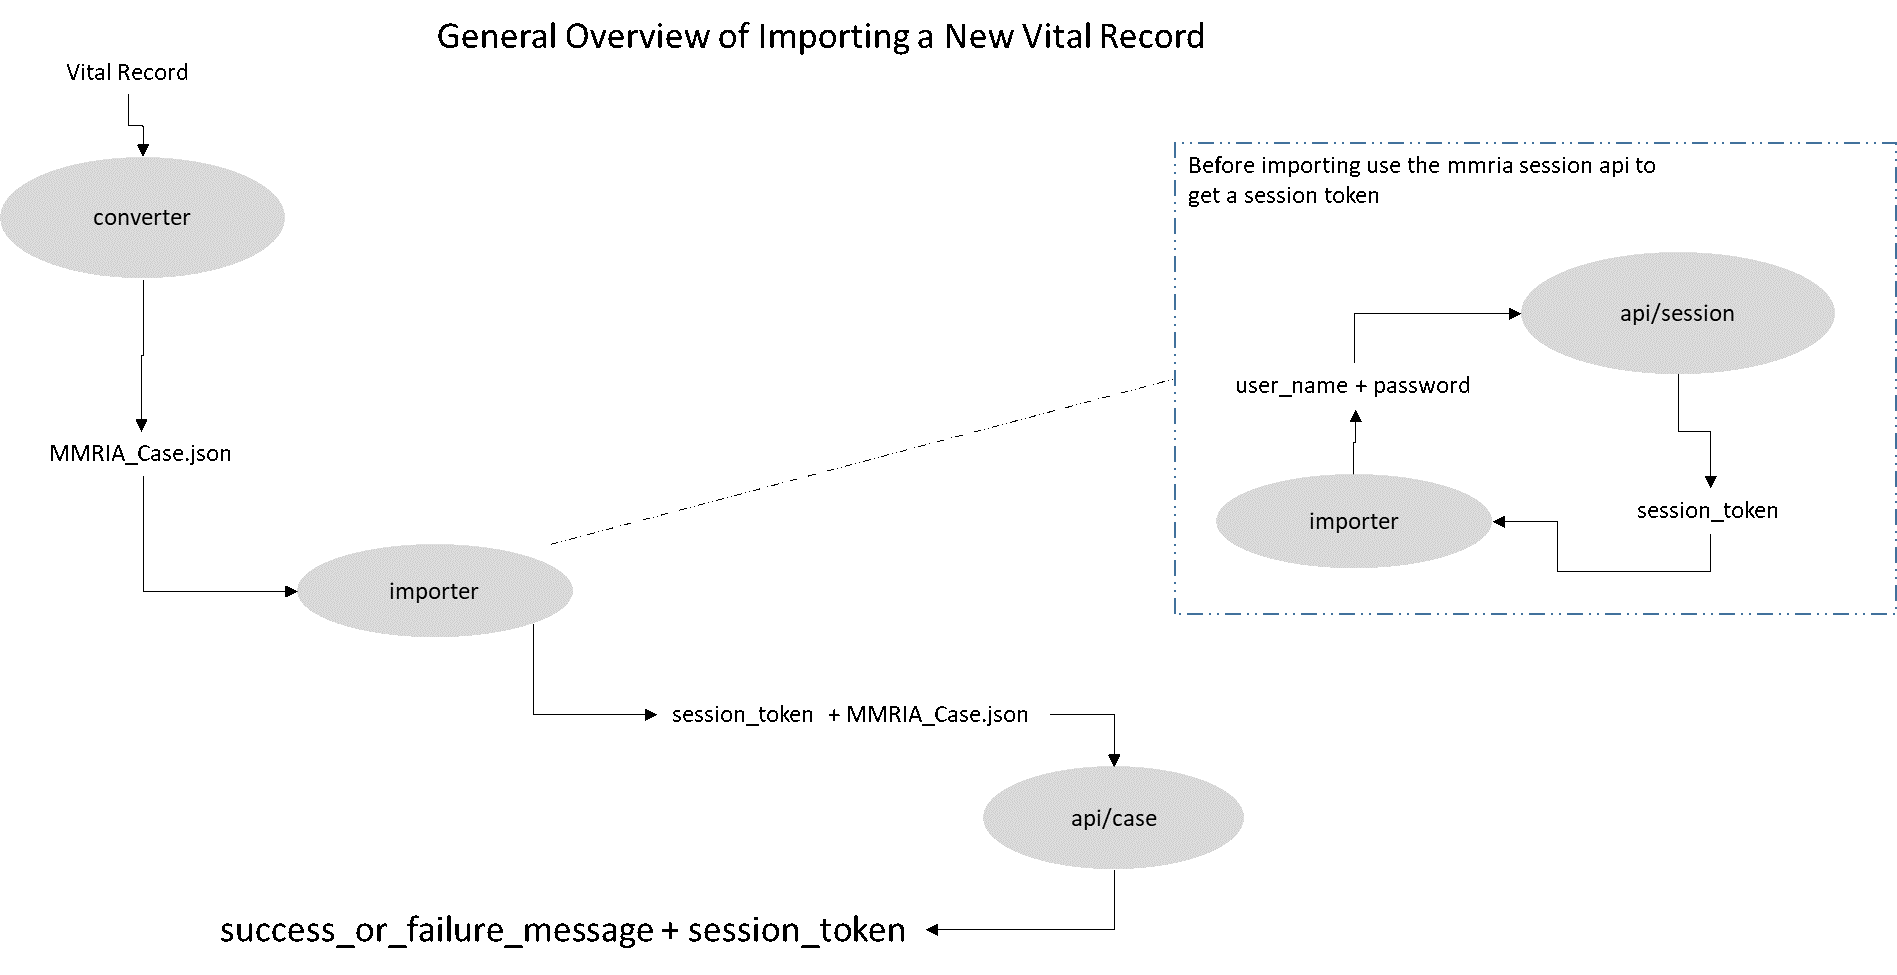 General Overview of Importing a New Vital Record
Vital Record
converter
MMRIA_Case.json
importer
Before importing use the mmria session api to
get a session token
api/session
user_name + password
importer
session_token
session_token + MMRIA_Case.json
api/case
success_or_failure_message + session_token